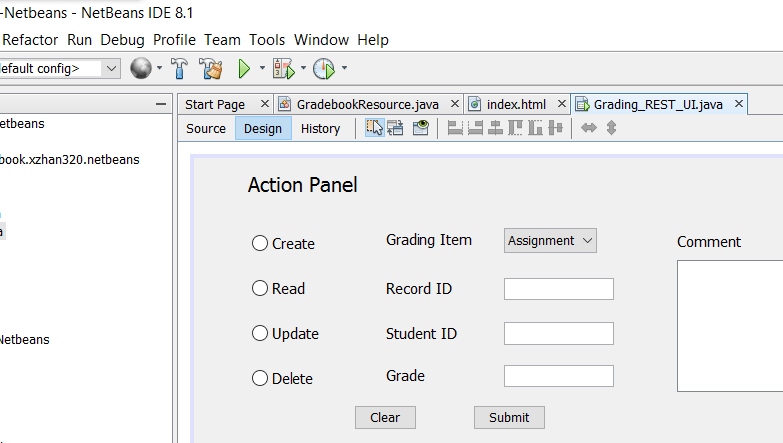 -Netbeans - NetBeans IDE 8.1
Refactor Run Debug Profile Team Tools Window Help
efault config>
Start Page GradebookResource.java index.html Grading_REST_UI.java
Source Design History
etbeans
ook.xzhan320.netbeans
a
Netbeans
Action Panel
Create Grading Item Assignment Comment
Read Record ID
Update Student ID
Delete Grade
Clear Submit